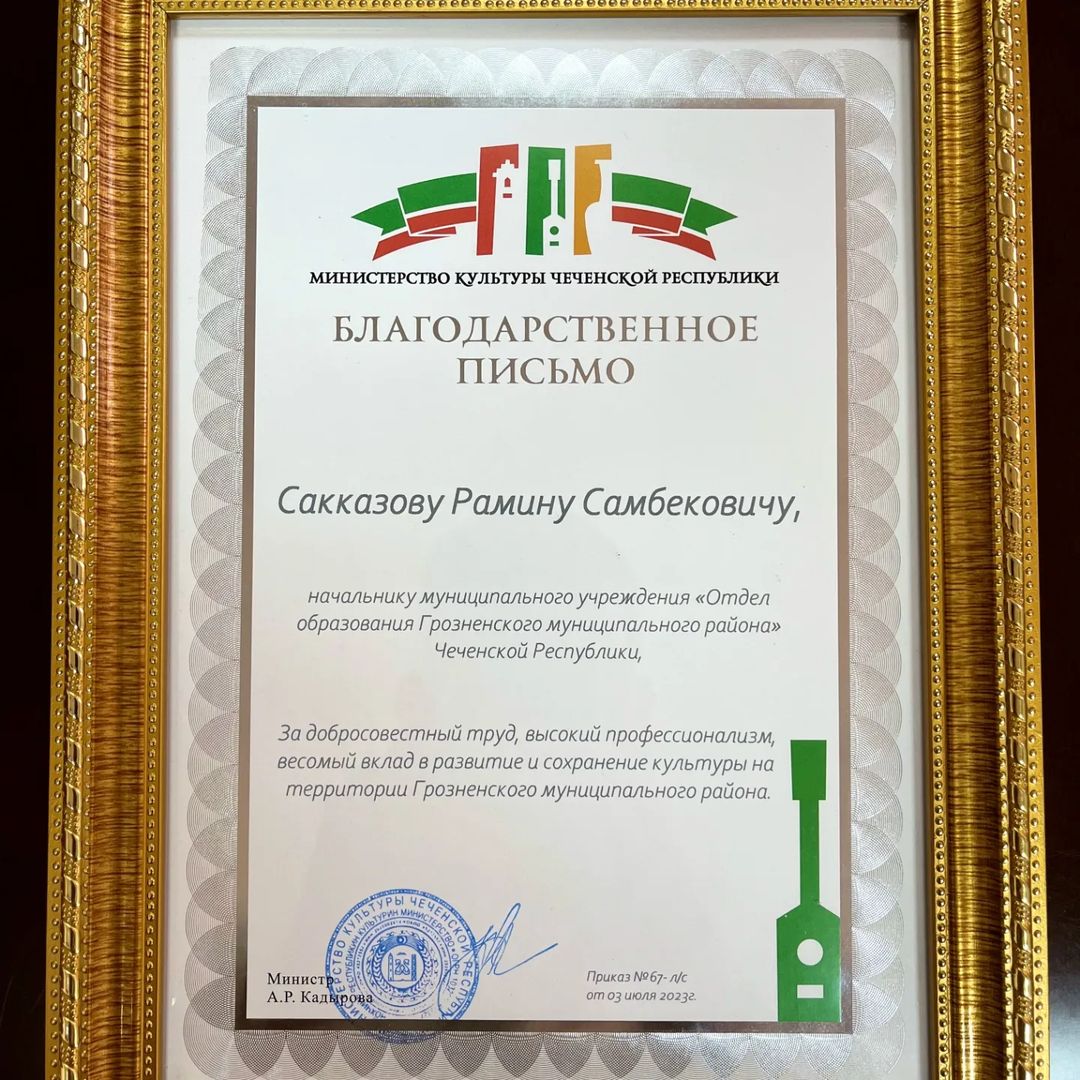 МИНИСТЕРСТВО КУЛЬТУРЫ ЧЕЧЕНСКОЙ РЕСПУБЛИКИ
БЛАГОДАРСТВЕННОЕ
ПИСЬМО
Сакказову Рамину Самбековичу,
начальнику муниципального учреждения «Отдел
образования Грозненского муниципального района»
Чеченской Республики,
За добросовестный труд, высокий профессионализм,
весомый вклад в развитие и сохранение культуры на
территории Грозненского муниципального района.
Министр
А.Р. Кадырова
КУЛЬТУРЫ ЧЕЧЕНСКОЙ
Приказ №67- л/с
от 03 июля 2023г.